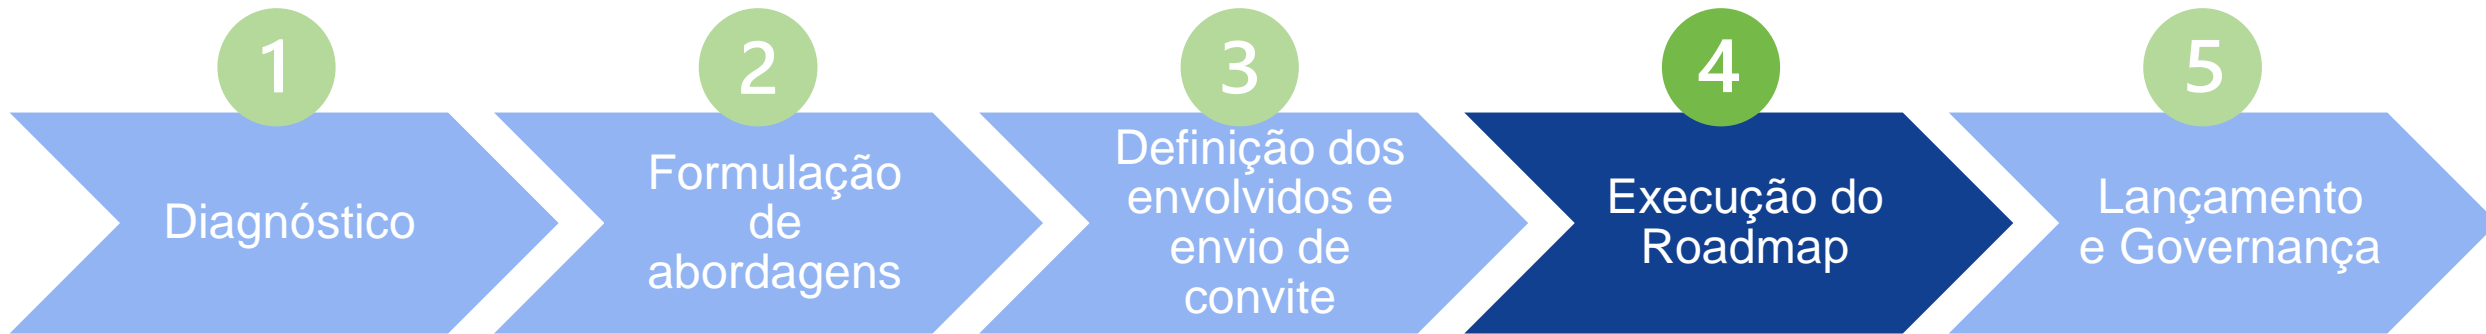 1
Diagnóstico
2
Formulação
de
abordagens
3
Definição dos
envolvidos e
envio de
convite
4
Execução do
Roadmap
5
Lançamento
e Governança